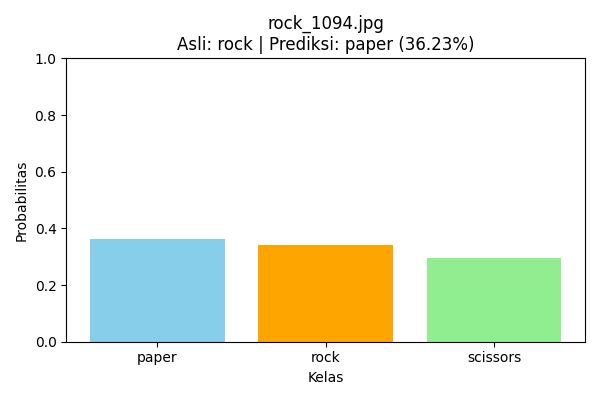 rock_1094.jpg
Asli: rock | Prediksi: paper (36.23%)
1.0
0.8
0.6
0.4
0.2
0.0
Probabilitas
paper rock scissors
Kelas